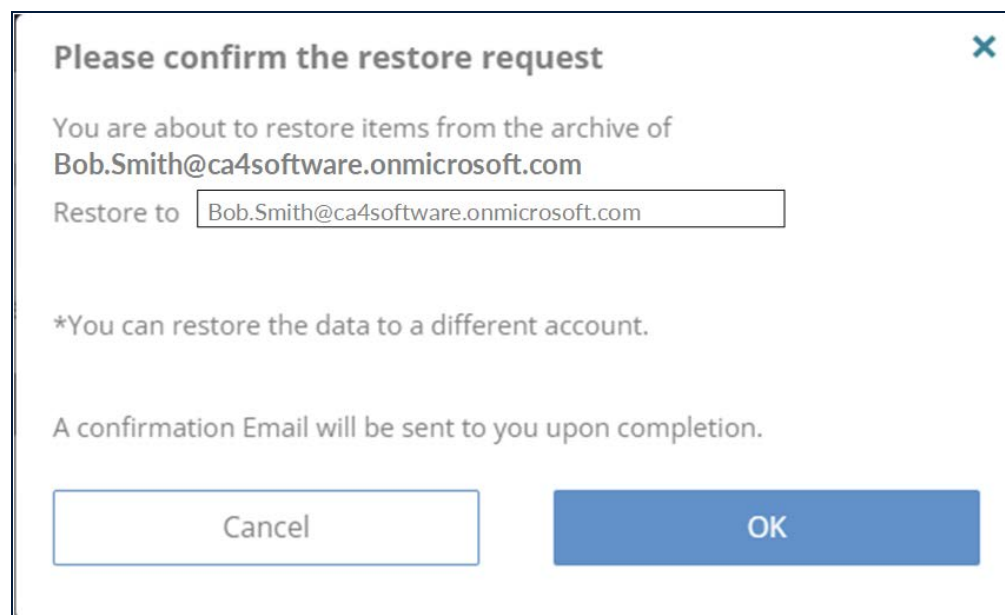 Please confirm the restore request
You are about to restore items from the archive of
Bob.Smith@ca4software.onmicrosoft.com
Restore to Bob.Smith@ca4software.onmicrosoft.com
*You can restore the data to a different account.
A confirmation Email will be sent to you upon completion.
Cancel OK